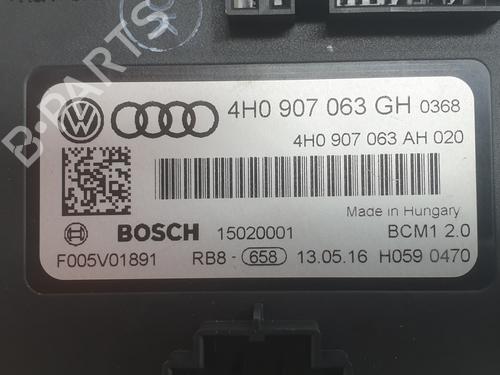 B-PARTS
4H0 907 063 GH 0368
4H0 907 063 AH 020
Made in Hungary
BOSCH 15020001 BCM1 2.0
F005V01891 RB8- 658 13.05.16 H059 0470